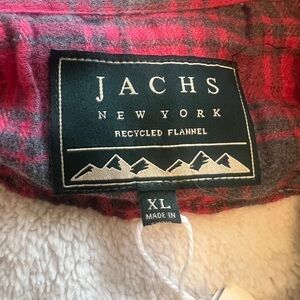 JACHS
NEW YORK
RECYCLED FLANNEL
XL
MADE IN